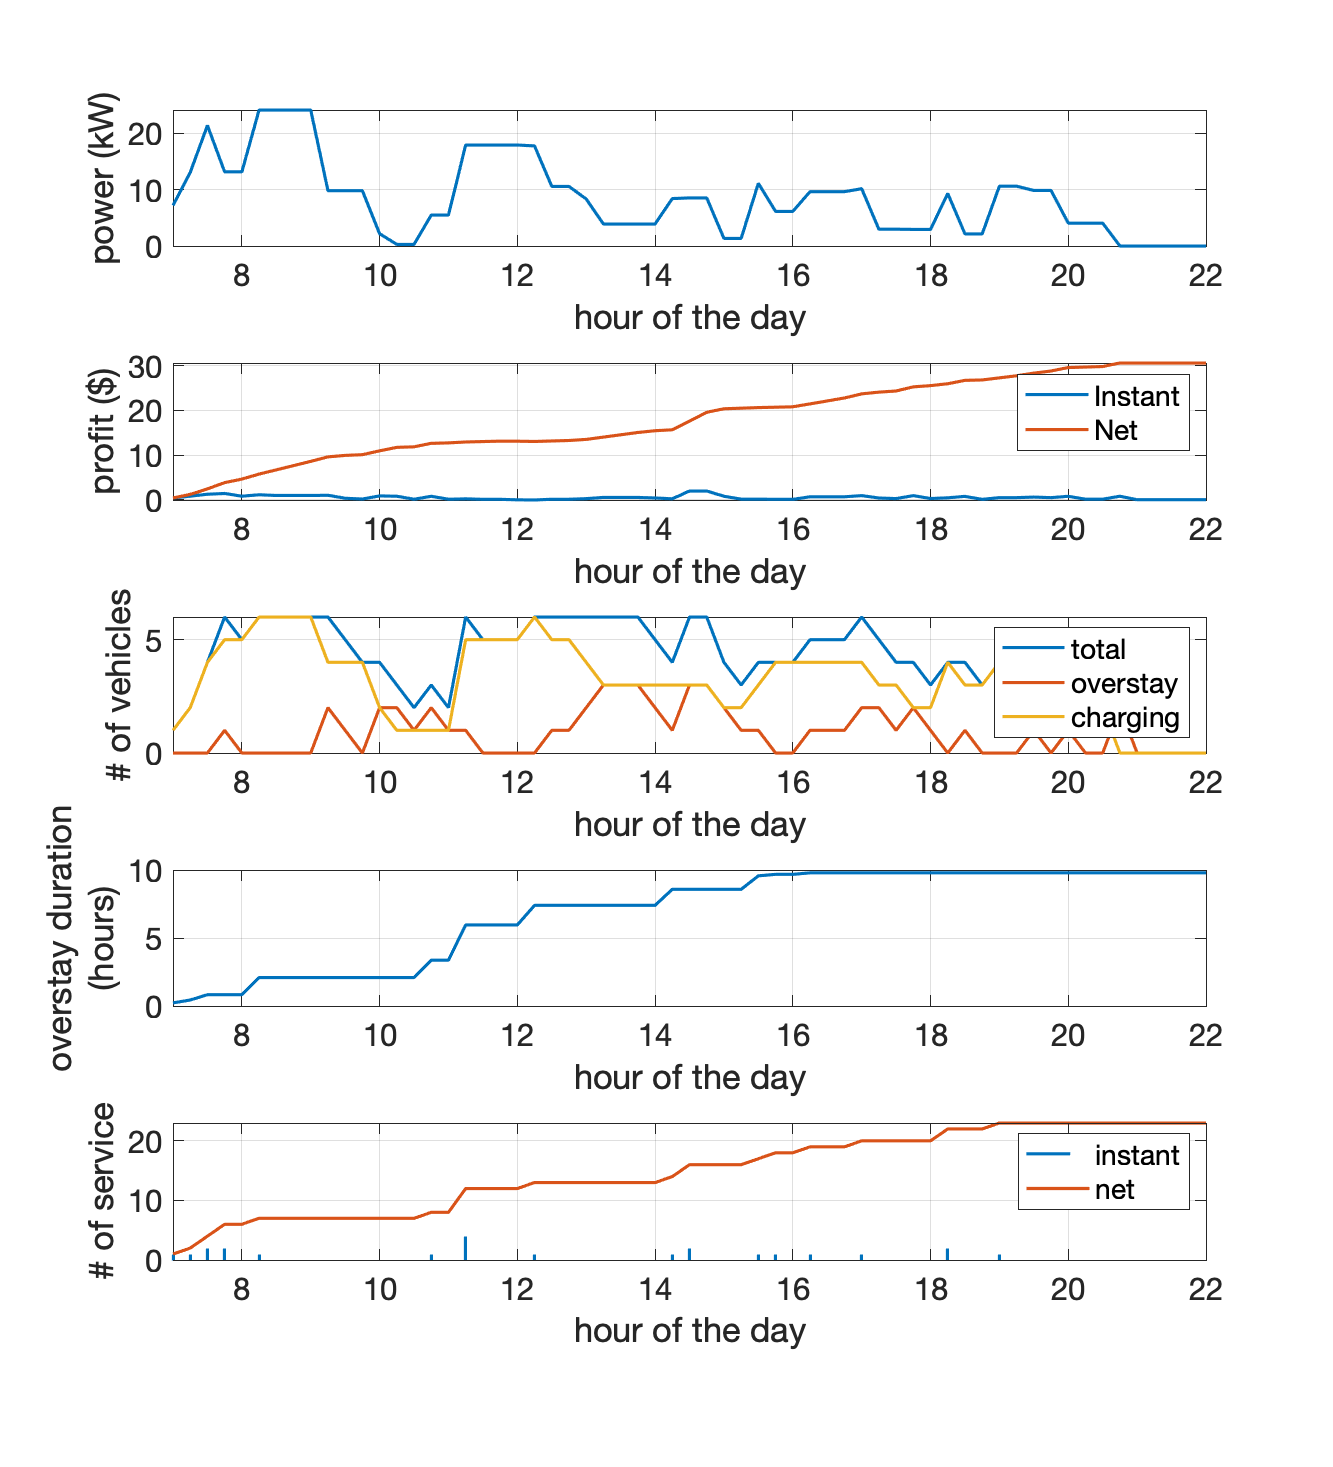 power (kW)
20
10
0
8 10 12 14 16 18 20 22
hour of the day
profit ($)
30
20
10
0
Instant
Net
8 10 12 14 16 18 20 22
hour of the day
# of vehicles
5
0
total
overstay
charging
8 10 12 14 16 18 20 22
hour of the day
overstay duration
(hours)
10
5
0
8 10 12 14 16 18 20 22
hour of the day
# of service
20
10
0
instant
net
8 10 12 14 16 18 20 22
hour of the day